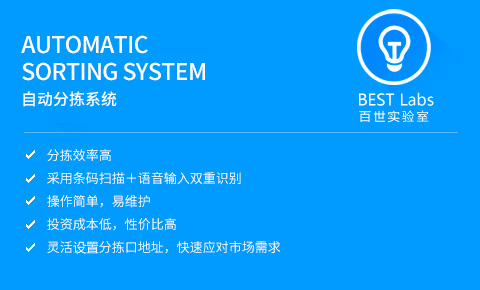 AUTOMATIC
SORTING SYSTEM
自动分拣系统
BEST Labs
百世实验室
分拣效率高
采用条码扫描＋语音输入双重识别
操作简单，易维护
投资成本低，性价比高
灵活设置分拣口地址，快速应对市场需求